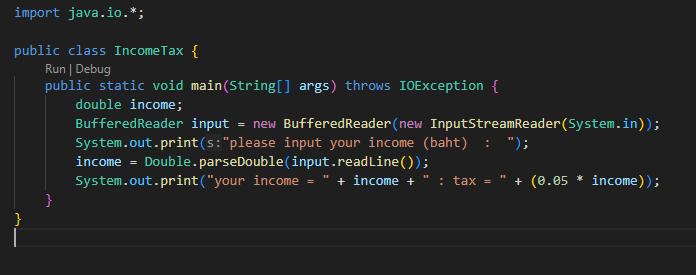 import java.io.*;
public class IncomeTax {
Run | Debug
public static void main(String[] args) throws IOException {
double income;
BufferedReader input = new BufferedReader(new InputStreamReader(System.in));
System.out.print(s:"please input your income (baht)  :  ");
income = Double.parseDouble(input.readLine());
System.out.print("your income = " + income + " : tax = " + (0.05 * income));
}
}